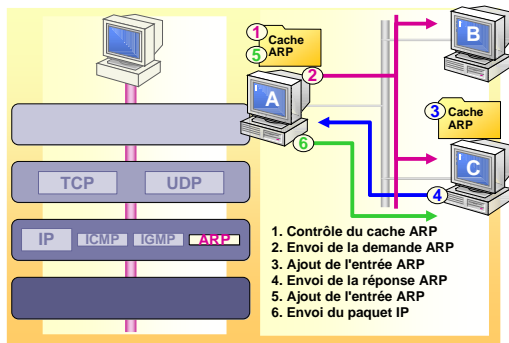 1 Cache
5 ARP
B
2
A
3 Cache
ARP
6
C
4
TCP UDP
IP ICMP IGMP ARP
1. Contrôle du cache ARP
2. Envoi de la demande ARP
3. Ajout de l'entrée ARP
4. Envoi de la réponse ARP
5. Ajout de l'entrée ARP
6. Envoi du paquet IP